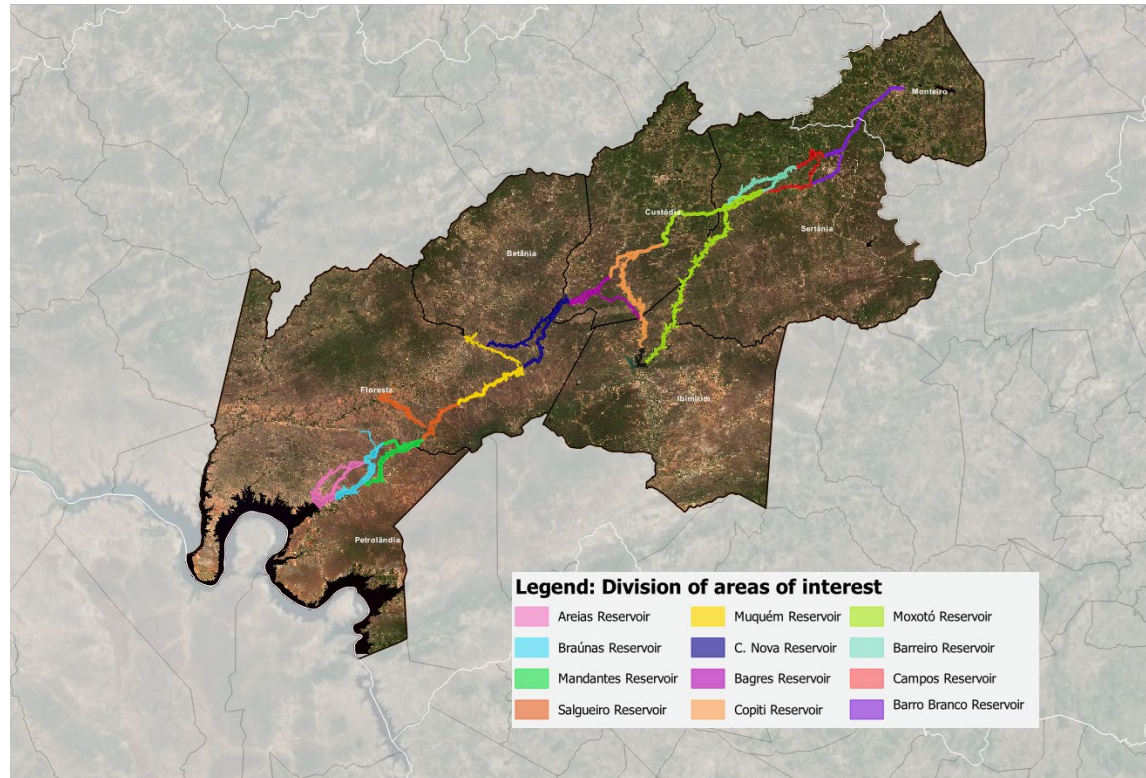 Monteiro
Custódia
Sertânia
Betânia
Ibimirim
Floresta
Petrolândia
Legend: Division of areas of interest
Areias Reservoir
Muquém Reservoir
Moxotó Reservoir
Braúnas Reservoir
C. Nova Reservoir
Barreiro Reservoir
Mandantes Reservoir
Bagres Reservoir
Campos Reservoir
Salgueiro Reservoir
Copiti Reservoir
Barro Branco Reservoir